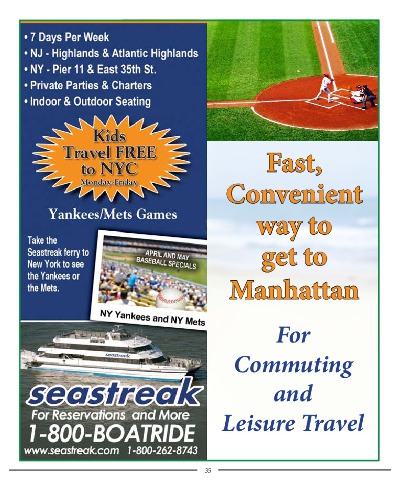 • 7 Days Per Week
• NJ - Highlands & Atlantic Highlands
• NY - Pier 11 & East 35th St.
• Private Parties & Charters
• Indoor & Outdoor Seating
Kids
Travel FREE
to NYC
Monday-Friday
Yankees/Mets Games
Take the
Seastreak ferry to
New York to see
the Yankees or
the Mets.
APRIL AND MAY
BASEBALL SPECIALS
NY Yankees and NY Mets
seastreak
seastreak
For Reservations and More
1-800-BOATRIDE
www.seastreak.com 1-800-262-8743
Fast,
Convenient
way to
get to
Manhattan
For
Commuting
and
Leisure Travel
35